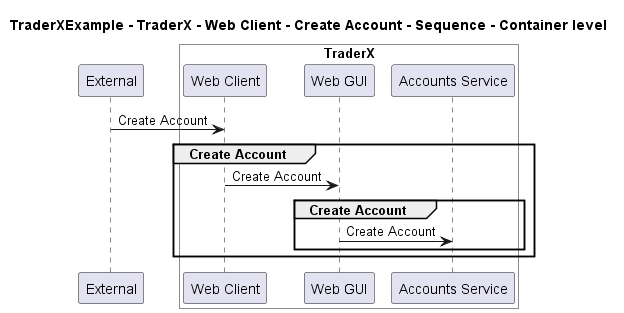 TraderXExample - TraderX - Web Client - Create Account - Sequence - Container level
TraderX
External
Web Client
Web GUI
Accounts Service
Create Account
Create Account
Create Account
Create Account
Create Account
External
Web Client
Web GUI
Accounts Service